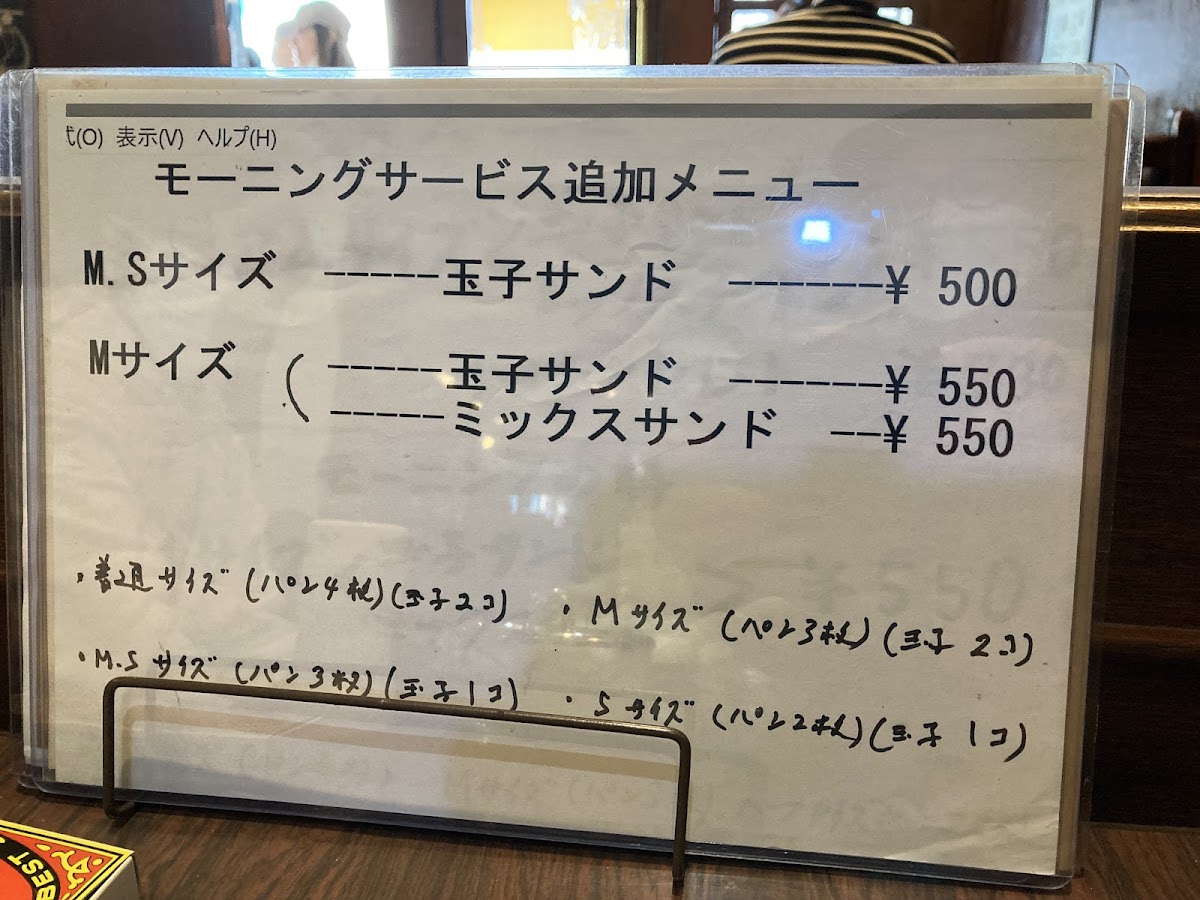 式(O) 表示(V) ヘルプ(H)
モーニングサービス追加メニュー
M.Sサイズ -----玉子サンド ------¥ 500
Mサイズ ( -----玉子サンド ------¥ 550
-----ミックスサンド --¥ 550
・普通サイズ (パン4枚)(玉子2コ)
・Mサイズ (パン3枚)(玉子2コ)
・M.Sサイズ (パン3枚)(玉子1コ)
・Sサイズ (パン2枚)(玉子1コ)
BEST